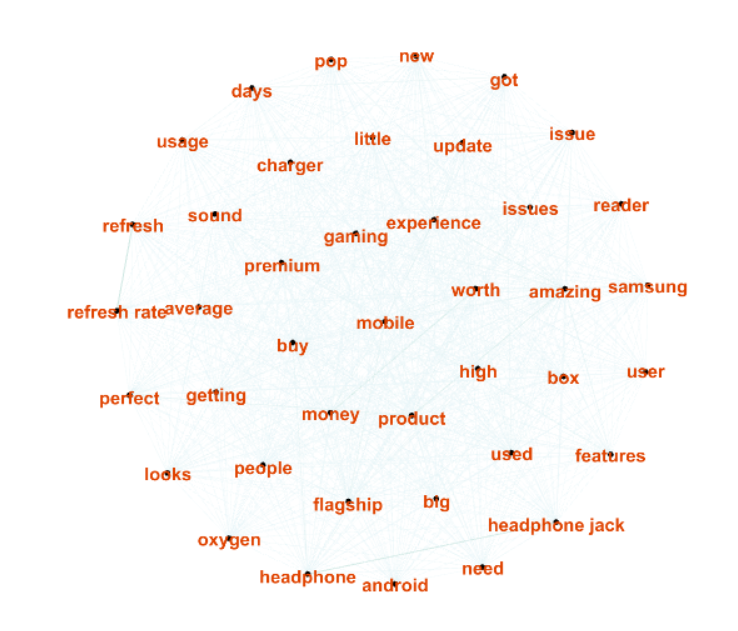 pop
now
got
days
usage
little
update
issue
charger
refresh
sound
gaming
experience
issues
reader
premium
worth
amazing
samsung
refresh rate
average
mobile
buy
high
box
user
perfect
getting
money
product
looks
people
used
features
flagship
big
headphone jack
oxygen
headphone
android
need